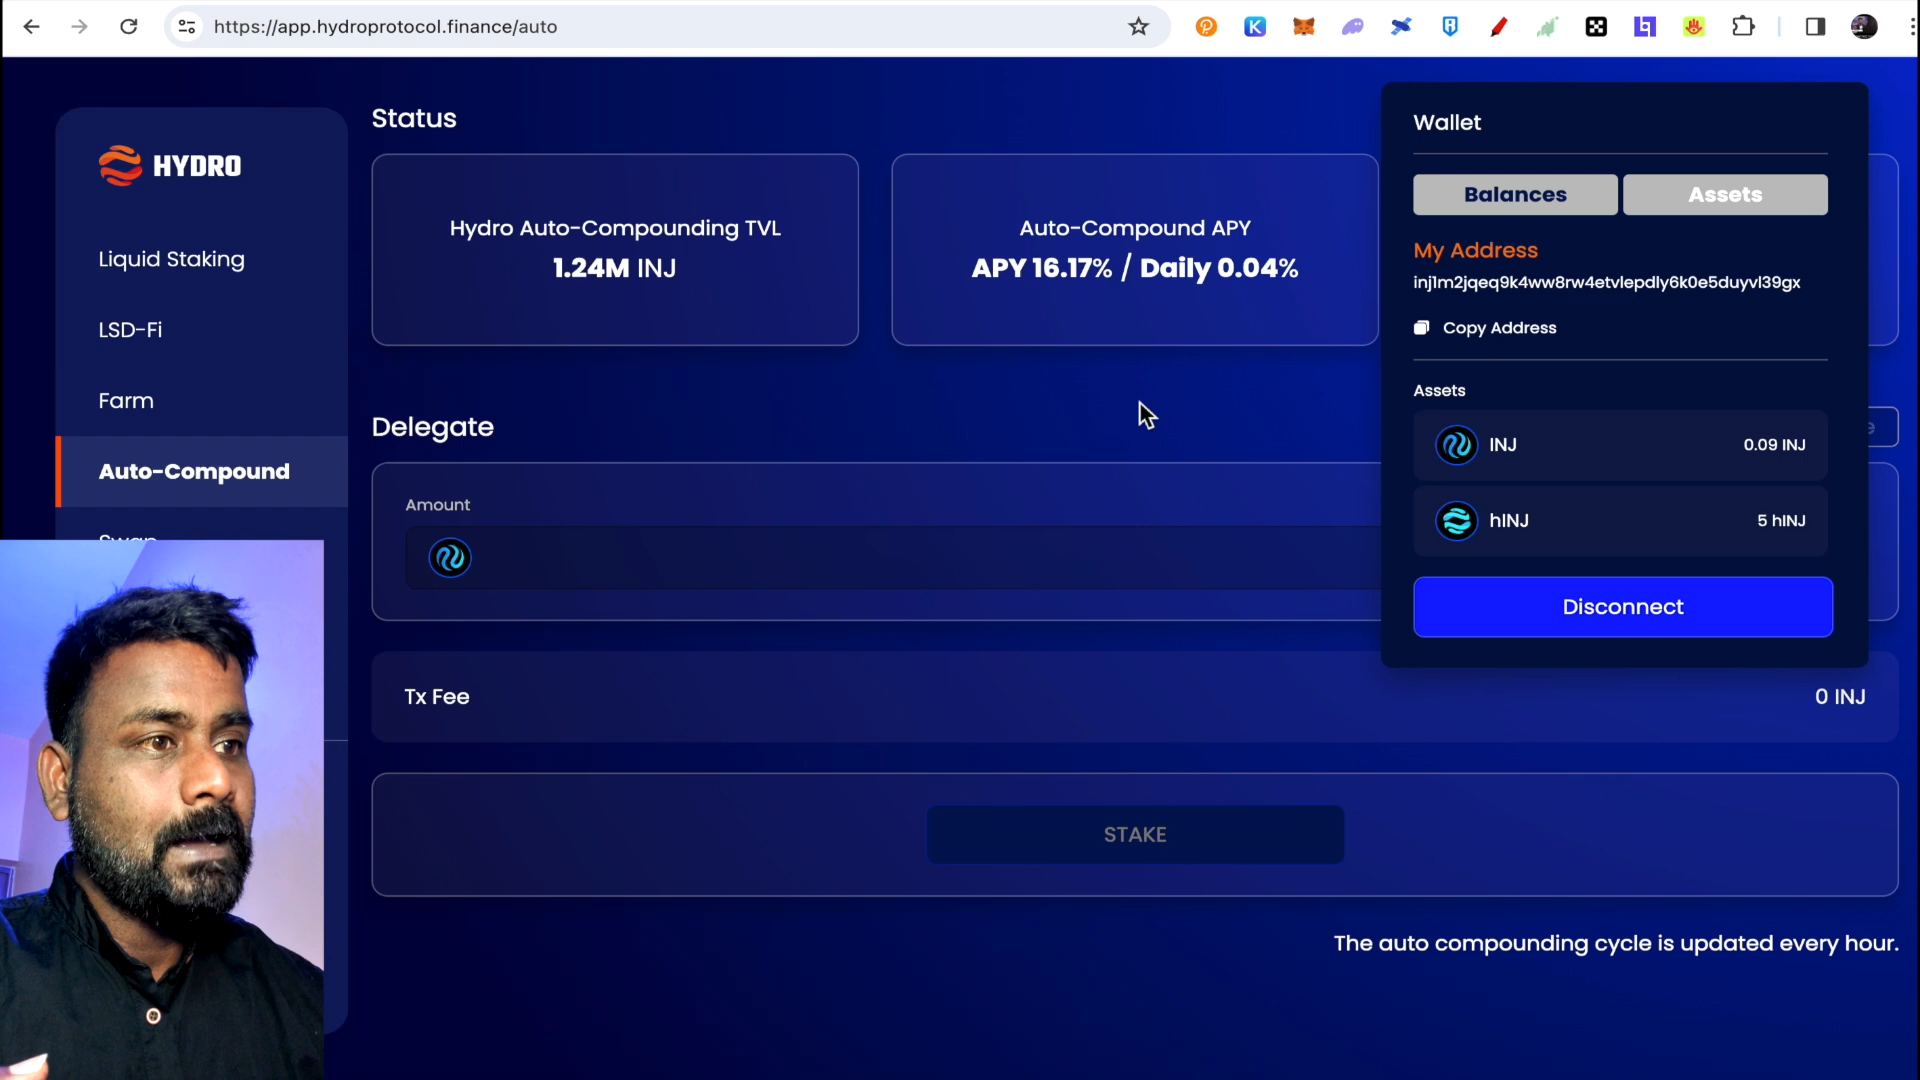 https://app.hydroprotocol.finance/auto
HYDRO
Liquid Staking
LSD-Fi
Farm
Auto-Compound
Swap
Status
Hydro Auto-Compounding TVL
1.24M INJ
Auto-Compound APY
APY 16.17% / Daily 0.04%
Delegate
Amount
Tx Fee
0 INJ
STAKE
The auto compounding cycle is updated every hour.
Wallet
Balances Assets
My Address
inj1m2jqeq9k4ww8rw4etvlepdly6k0e5duyvl39gx
Copy Address
Assets
INJ 0.09 INJ
hINJ 5 hINJ
Disconnect